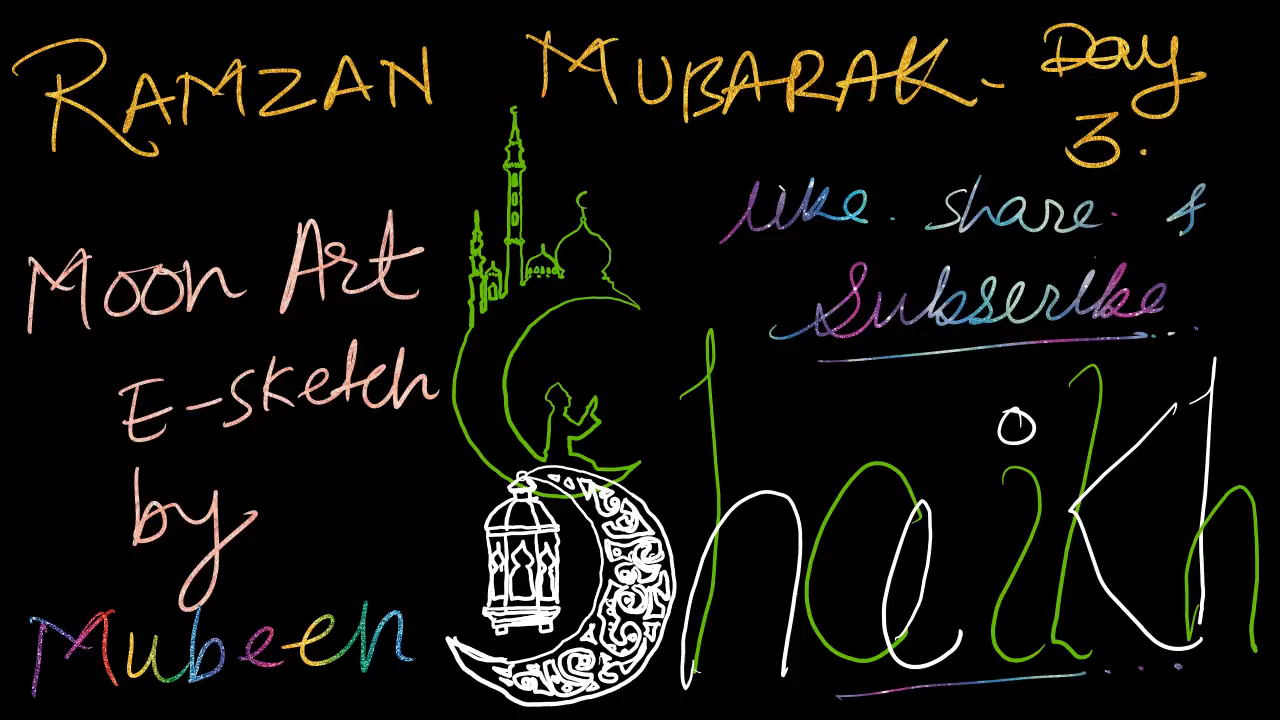 RAMZAN MUBARAK - Day 3.
Moon Art
E-sketch
by
Mubeen
like. share. &
Subscribe
Shaikh